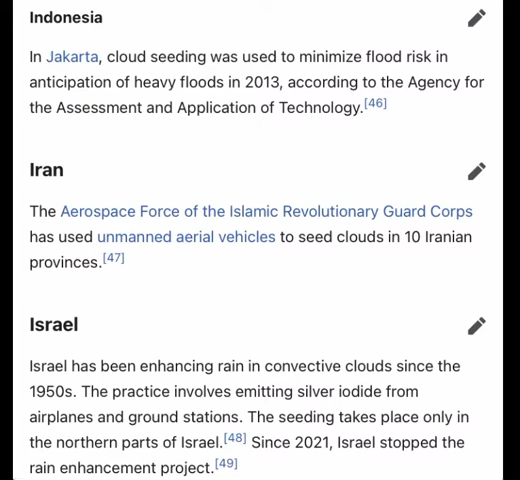 Indonesia
In Jakarta, cloud seeding was used to minimize flood risk in
anticipation of heavy floods in 2013, according to the Agency for
the Assessment and Application of Technology.[46]
Iran
The Aerospace Force of the Islamic Revolutionary Guard Corps
has used unmanned aerial vehicles to seed clouds in 10 Iranian
provinces.[47]
Israel
Israel has been enhancing rain in convective clouds since the
1950s. The practice involves emitting silver iodide from
airplanes and ground stations. The seeding takes place only in
the northern parts of Israel.[48] Since 2021, Israel stopped the
rain enhancement project.[49]